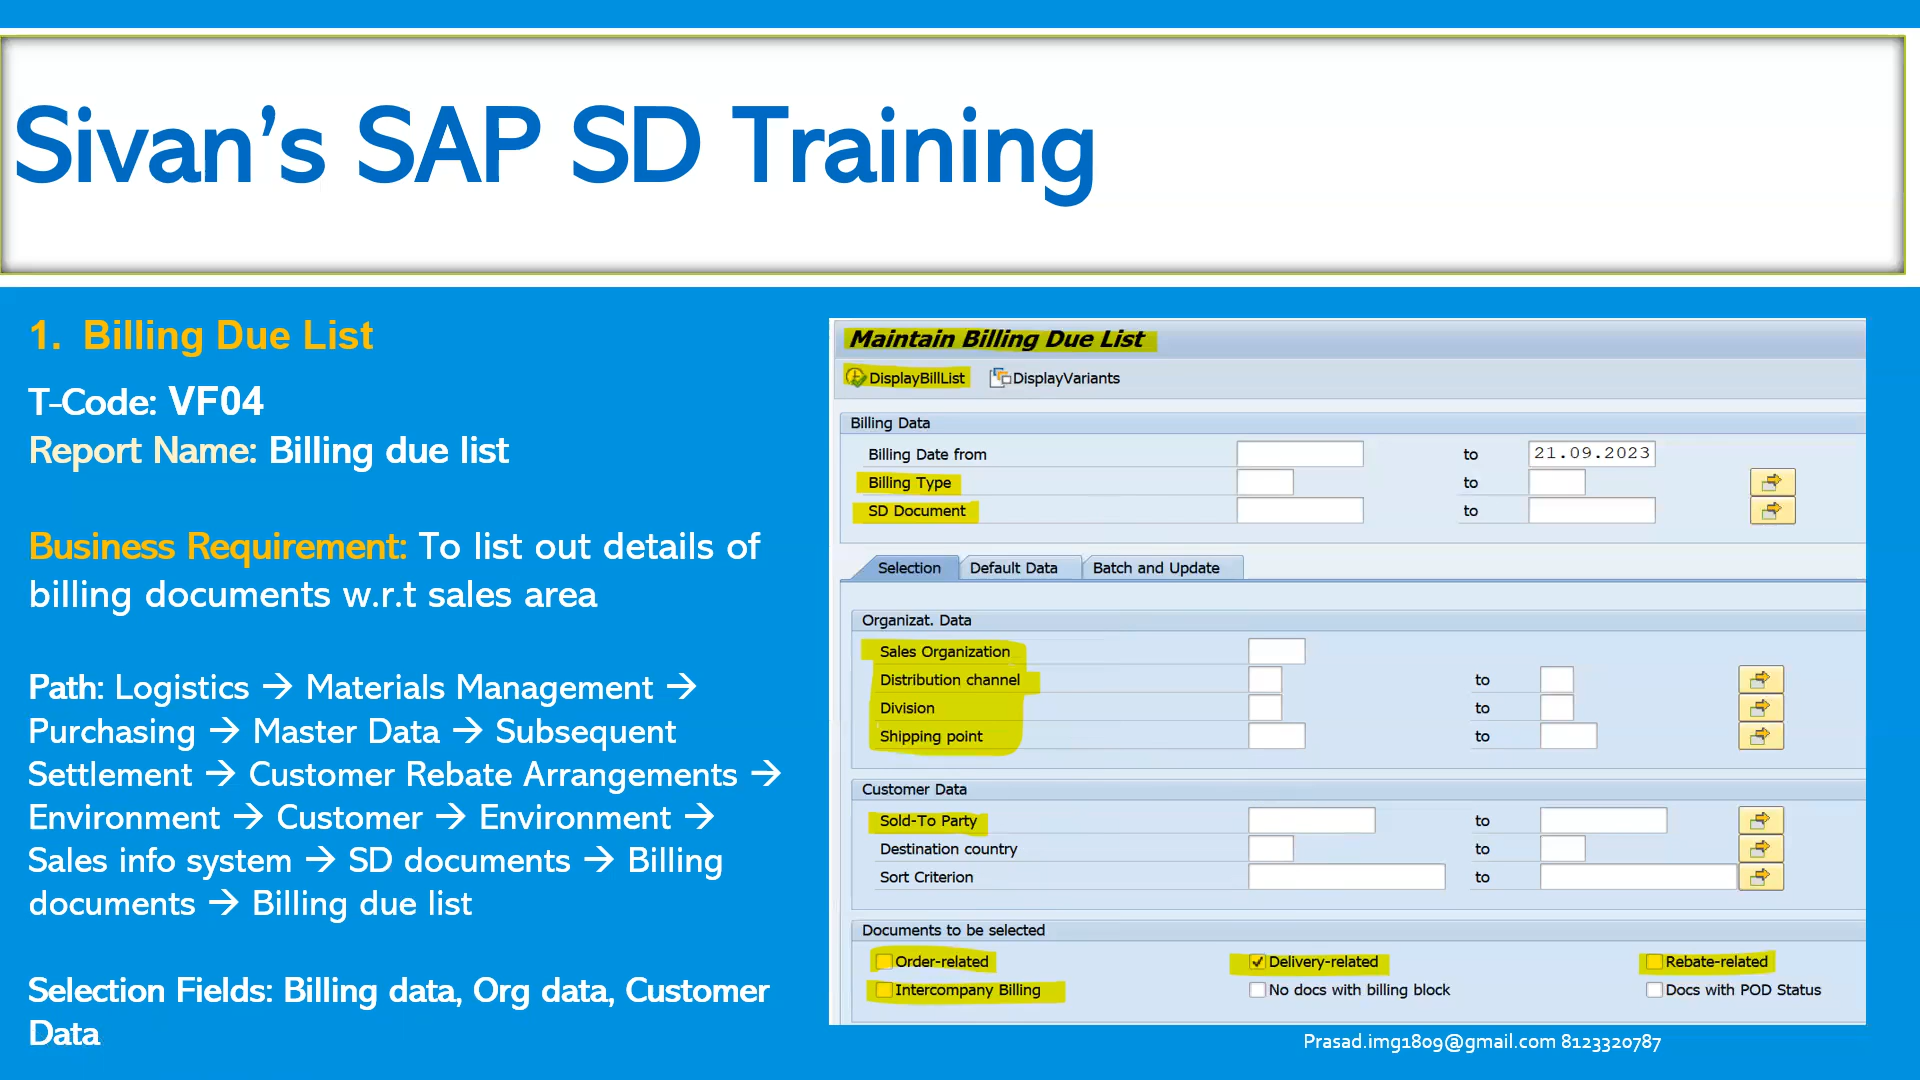 Sivan’s SAP SD Training
1. Billing Due List
T-Code: VF04
Report Name: Billing due list
Business Requirement: To list out details of
billing documents w.r.t sales area
Path: Logistics → Materials Management →
Purchasing → Master Data → Subsequent
Settlement → Customer Rebate Arrangements →
Environment → Customer → Environment →
Sales info system → SD documents → Billing
documents → Billing due list
Selection Fields: Billing data, Org data, Customer
Data
Maintain Billing Due List
DisplayBillList DisplayVariants
Billing Data
Billing Date from to 21.09.2023
Billing Type to
SD Document to
Selection Default Data Batch and Update
Organizat. Data
Sales Organization
Distribution channel to
Division to
Shipping point to
Customer Data
Sold-To Party to
Destination country to
Sort Criterion to
Documents to be selected
Order-related Delivery-related Rebate-related
Intercompany Billing No docs with billing block Docs with POD Status
Prasad.img1809@gmail.com 8123320787